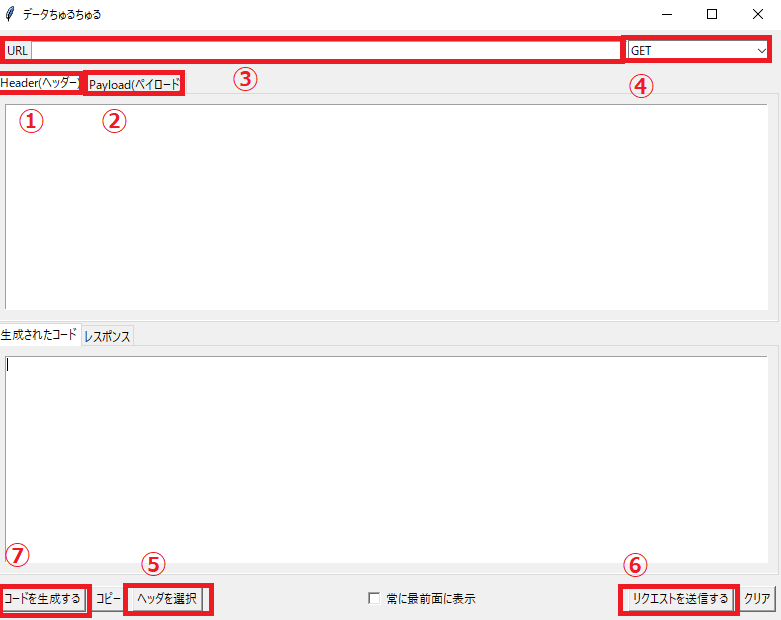 データちゅるちゅる
URL
GET
③
④
Header(ヘッダー)
Payload(ペイロード
①
②
生成されたコード
レスポンス
⑦
⑤
⑥
コードを生成する
コピー
ヘッダを選択
常に最前面に表示
リクエストを送信する
クリア